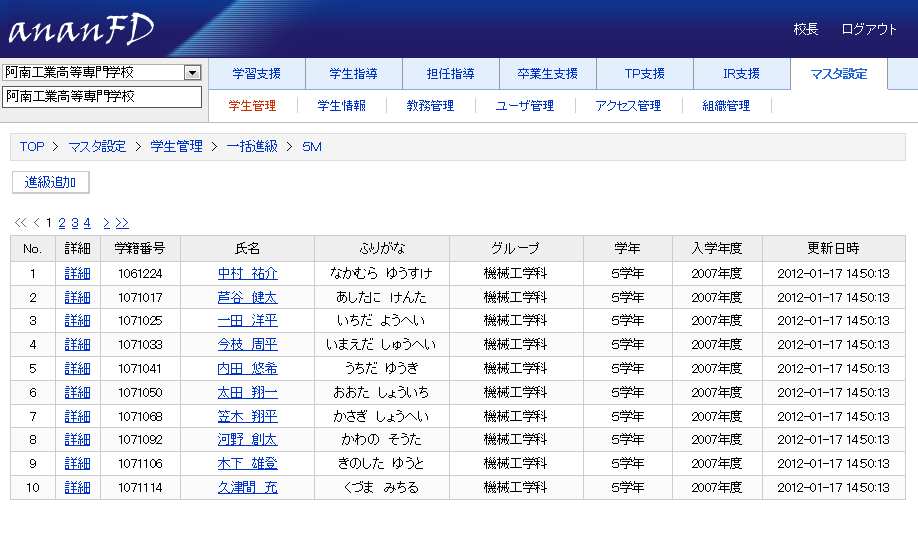 ananFD
校長 ログアウト
阿南工業高等専門学校
阿南工業高等専門学校
学習支援 学生指導 担任指導 卒業生支援 TP支援 IR支援 マスタ設定
学生管理 学生情報 教務管理 ユーザ管理 アクセス管理 組織管理
TOP > マスタ設定 > 学生管理 > 一括進級 > 5M
進級追加
<< < 1 2 3 4 > >>
No. 詳細 学籍番号 氏名 ふりがな グループ 学年 入学年度 更新日時
1 詳細 1061224 中村 祐介 なかむら ゆうすけ 機械工学科 5学年 2007年度 2012-01-17 14:50:13
2 詳細 1071017 芦谷 健太 あしたに けんた 機械工学科 5学年 2007年度 2012-01-17 14:50:13
3 詳細 1071025 一田 洋平 いちだ ようへい 機械工学科 5学年 2007年度 2012-01-17 14:50:13
4 詳細 1071033 今枝 周平 いまえだ しゅうへい 機械工学科 5学年 2007年度 2012-01-17 14:50:13
5 詳細 1071041 内田 悠希 うちだ ゆうき 機械工学科 5学年 2007年度 2012-01-17 14:50:13
6 詳細 1071050 太田 翔一 おおた しょういち 機械工学科 5学年 2007年度 2012-01-17 14:50:13
7 詳細 1071068 笠木 翔平 かさぎ しょうへい 機械工学科 5学年 2007年度 2012-01-17 14:50:13
8 詳細 1071092 河野 創太 かわの そうた 機械工学科 5学年 2007年度 2012-01-17 14:50:13
9 詳細 1071106 木下 雄登 きのした ゆうと 機械工学科 5学年 2007年度 2012-01-17 14:50:13
10 詳細 1071114 久津間 充 くづま みちる 機械工学科 5学年 2007年度 2012-01-17 14:50:13